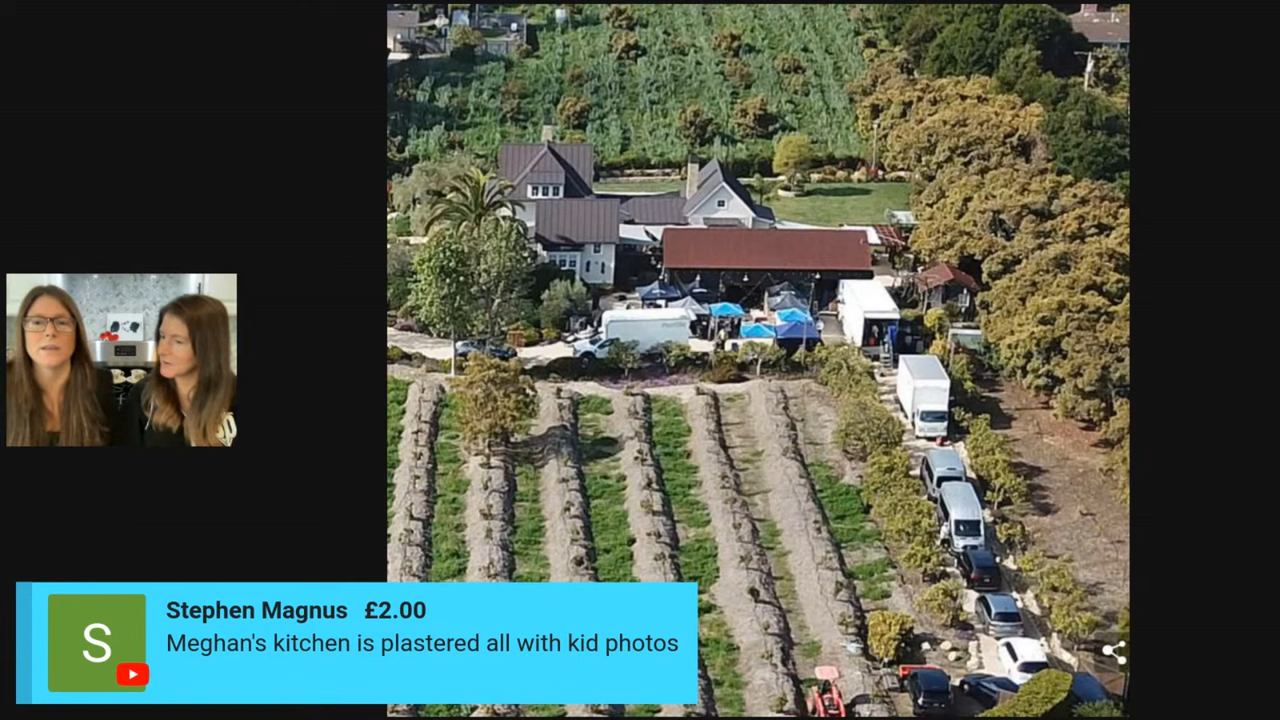 Stephen Magnus £2.00
Meghan's kitchen is plastered all with kid photos
S